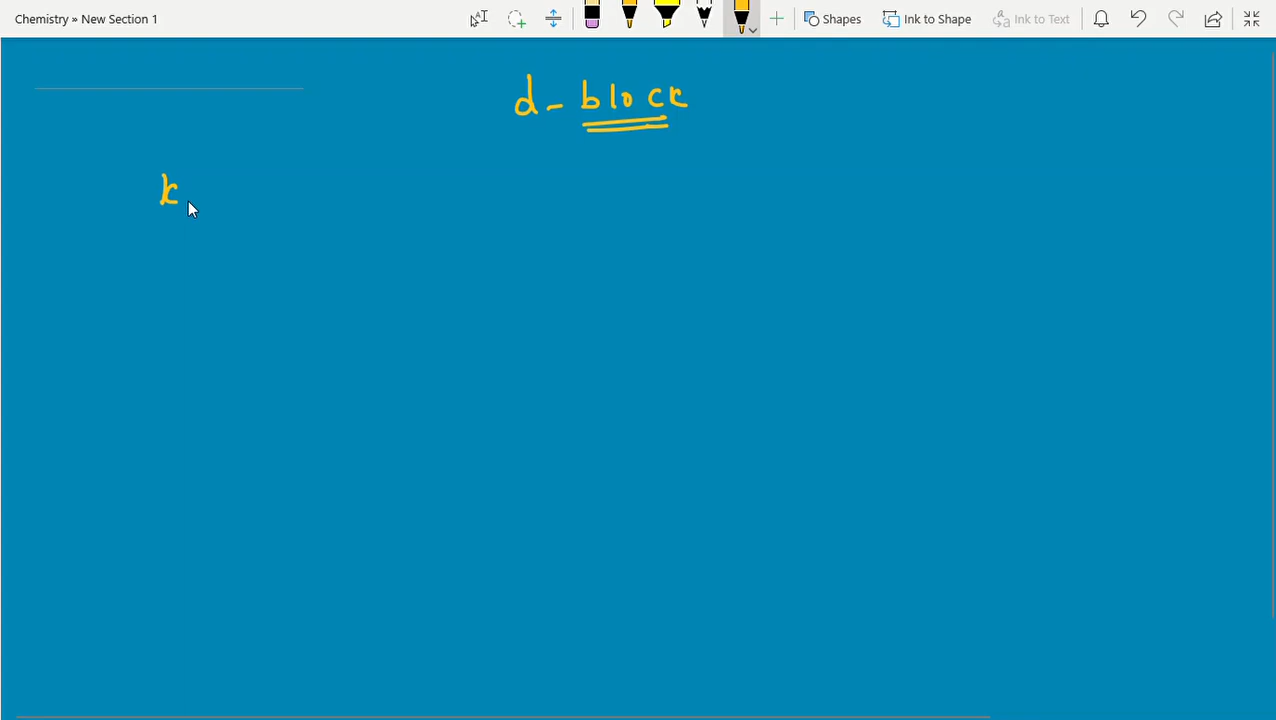 Chemistry » New Section 1
Shapes
Ink to Shape
Ink to Text
d - block
k